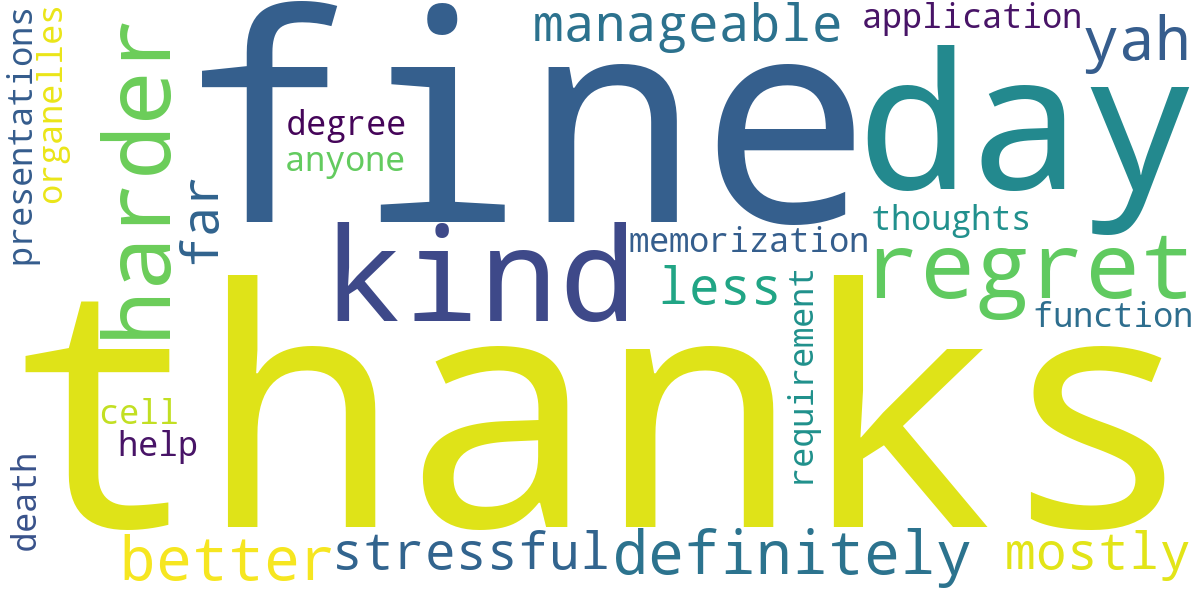 presentations
organelles
harder
far
fine
day
manageable
application
yah
degree
anyone
kind
memorization
thoughts
regret
less
function
requirement
thanks
cell
help
death
better
stressful
definitely
mostly